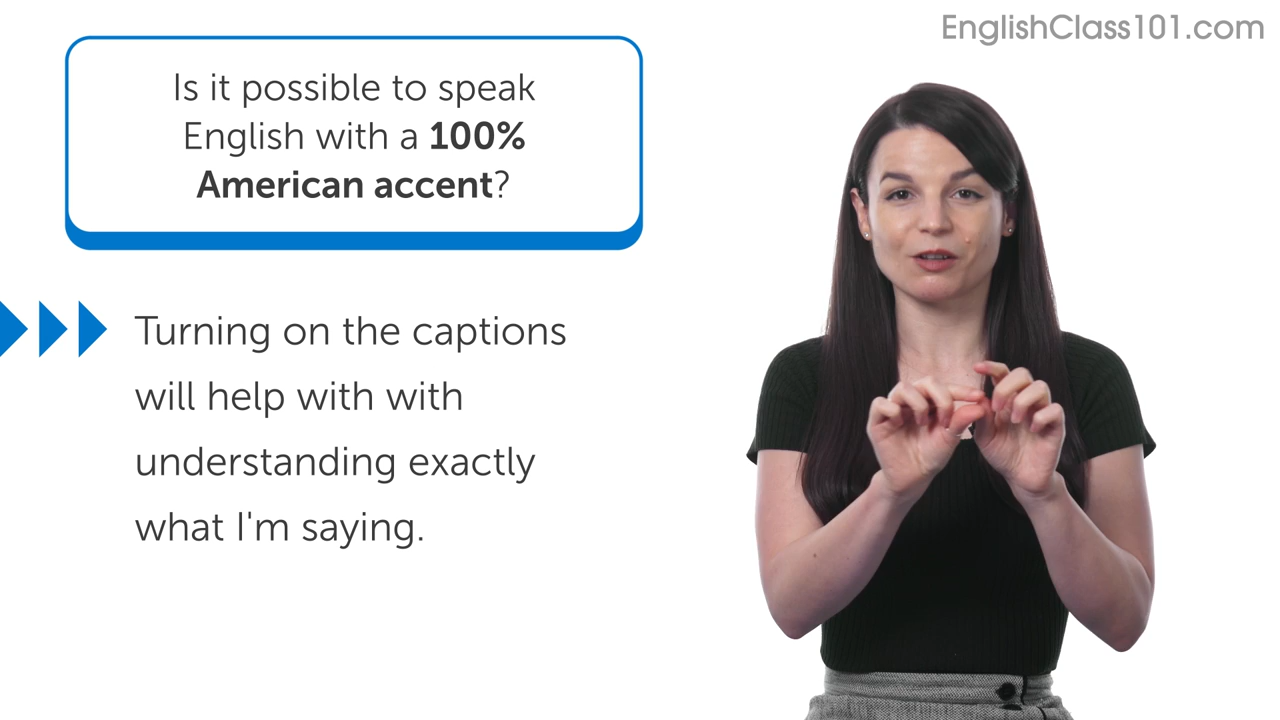 EnglishClass101.com
Is it possible to speak
English with a 100%
American accent?
Turning on the captions
will help with with
understanding exactly
what I'm saying.